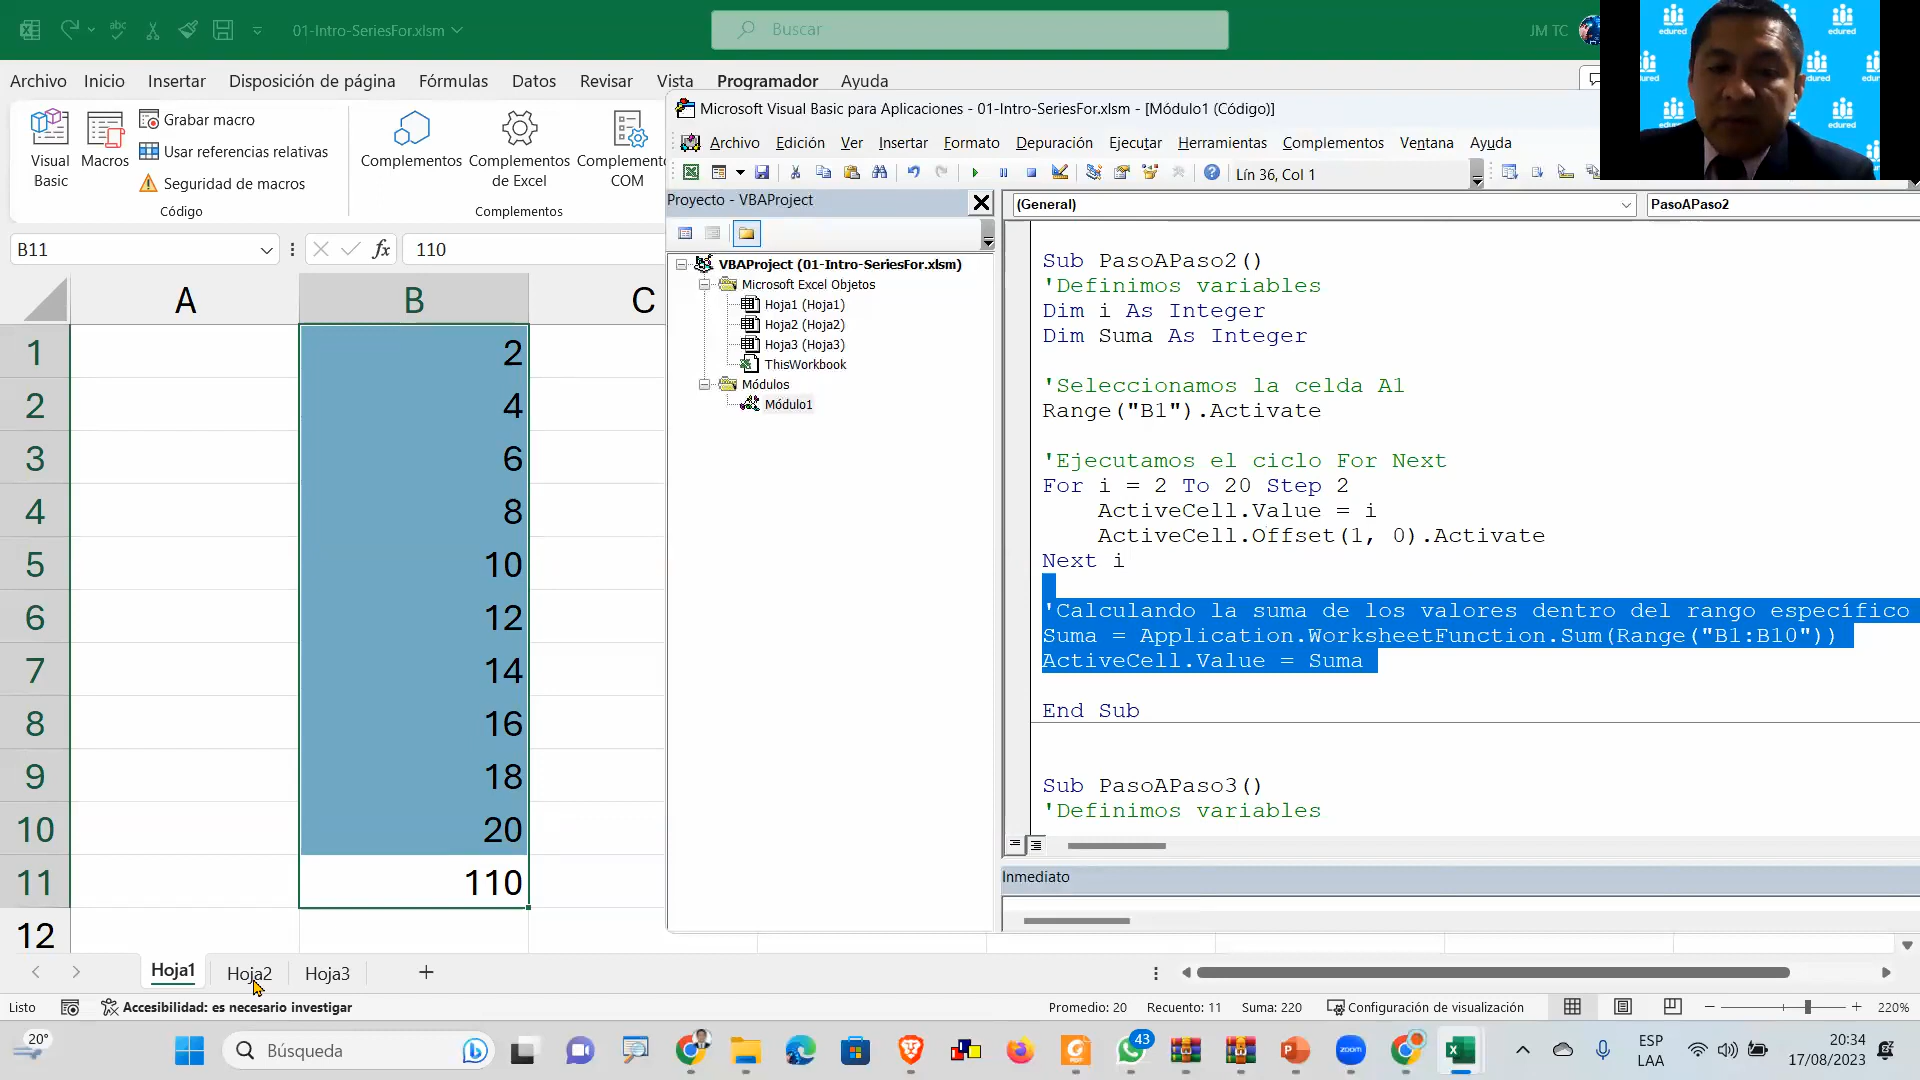 01-Intro-SeriesFor.xlsm
Buscar
JM TC
Archivo Inicio Insertar Disposición de página Fórmulas Datos Revisar Vista Programador Ayuda
Visual Basic
Macros
Grabar macro
Usar referencias relativas
Seguridad de macros
Código
Complementos
Complementos de Excel
Complemento COM
Complementos
B11
fx
110
A B C
1 2
2 4
3 6
4 8
5 10
6 12
7 14
8 16
9 18
10 20
11 110
12
Microsoft Visual Basic para Aplicaciones - 01-Intro-SeriesFor.xlsm - [Módulo1 (Código)]
Archivo Edición Ver Insertar Formato Depuración Ejecutar Herramientas Complementos Ventana Ayuda
Lín 36, Col 1
Proyecto - VBAProject
VBAProject (01-Intro-SeriesFor.xlsm)
Microsoft Excel Objetos
Hoja1 (Hoja1)
Hoja2 (Hoja2)
Hoja3 (Hoja3)
ThisWorkbook
Módulos
Módulo1
(General)
PasoAPaso2
Sub PasoAPaso2()
'Definimos variables
Dim i As Integer
Dim Suma As Integer
'Seleccionamos la celda A1
Range("B1").Activate
'Ejecutamos el ciclo For Next
For i = 2 To 20 Step 2
ActiveCell.Value = i
ActiveCell.Offset(1, 0).Activate
Next i
'Calculando la suma de los valores dentro del rango específico
Suma = Application.WorksheetFunction.Sum(Range("B1:B10"))
ActiveCell.Value = Suma
End Sub
Sub PasoAPaso3()
'Definimos variables
Inmediato
Hoja1 Hoja2 Hoja3
Listo
Accesibilidad: es necesario investigar
Promedio: 20 Recuento: 11 Suma: 220
Configuración de visualización
220%
20°
Búsqueda
43
zoom
ESP
LAA
20:34
17/08/2023
edured
edured
edured
edured
edured